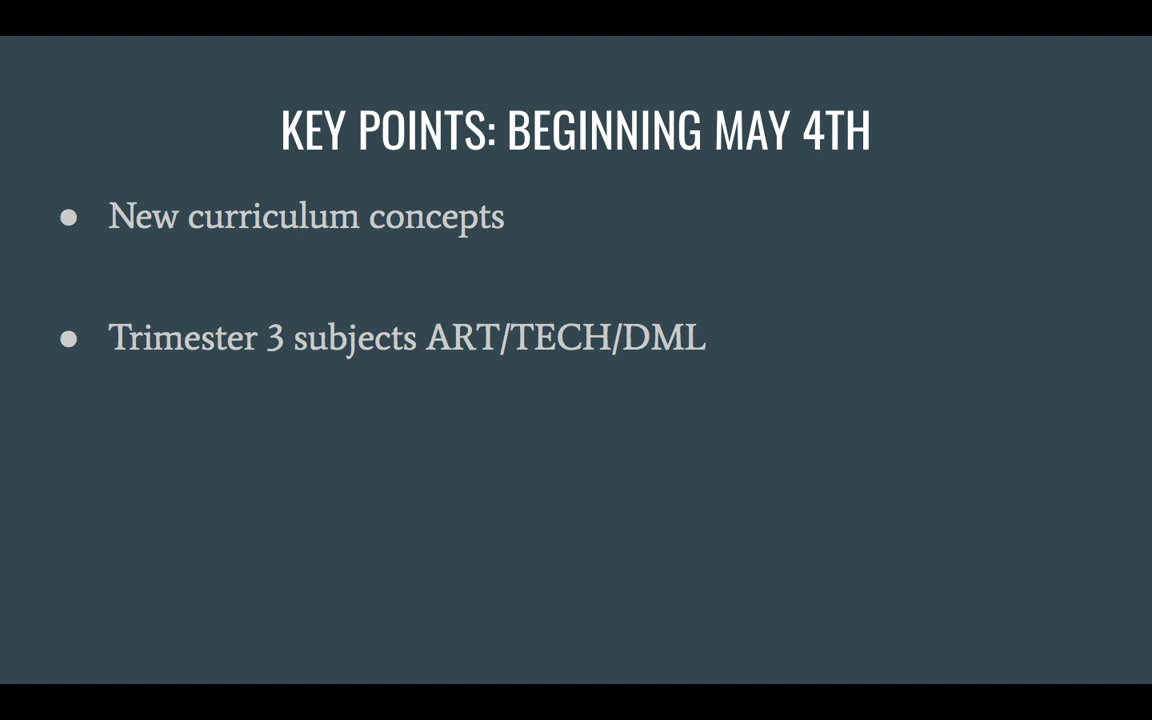 KEY POINTS: BEGINNING MAY 4TH
● New curriculum concepts
● Trimester 3 subjects ART/TECH/DML